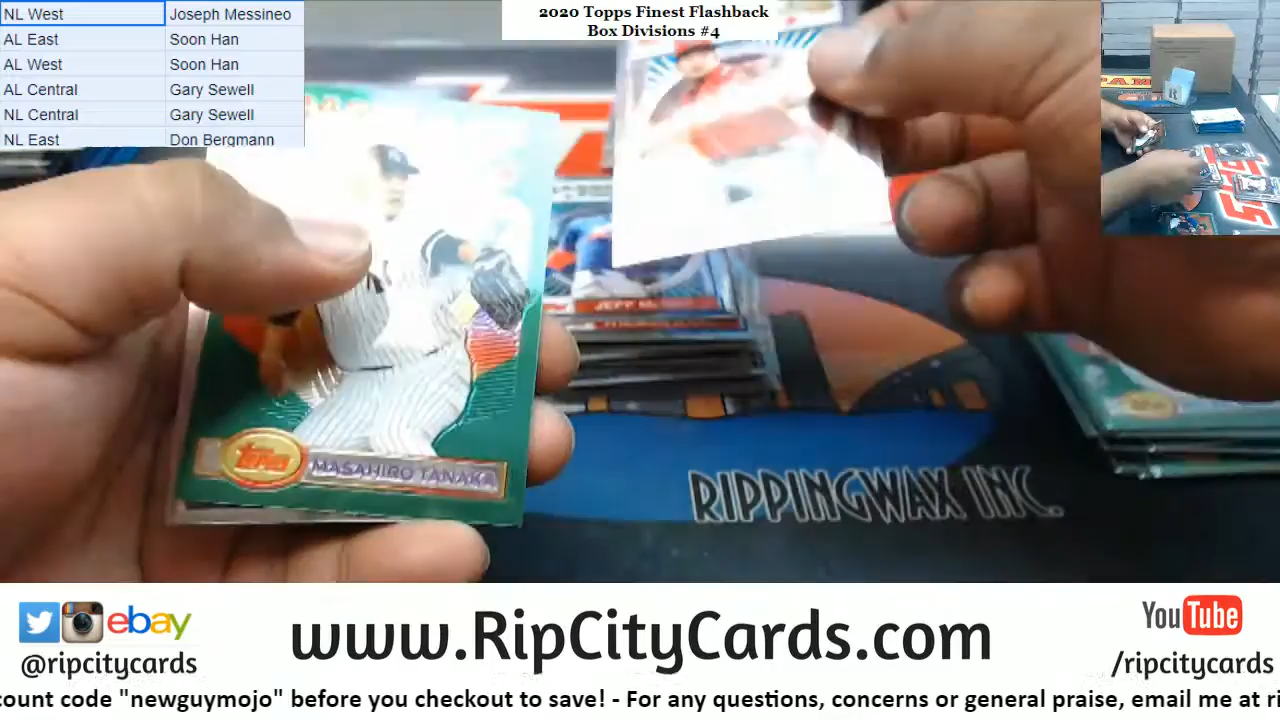 NL West Joseph Messineo
AL East Soon Han
AL West Soon Han
AL Central Gary Sewell
NL Central Gary Sewell
NL East Don Bergmann
2020 Topps Finest Flashback
Box Divisions #4
JEFF M
Topps MASAHIRO TANAKA
RIPPINGWAX INC.
ebay
@ripcitycards
www.RipCityCards.com
YouTube
/ripcitycards
count code "newguymojo" before you checkout to save! - For any questions, concerns or general praise, email me at ri